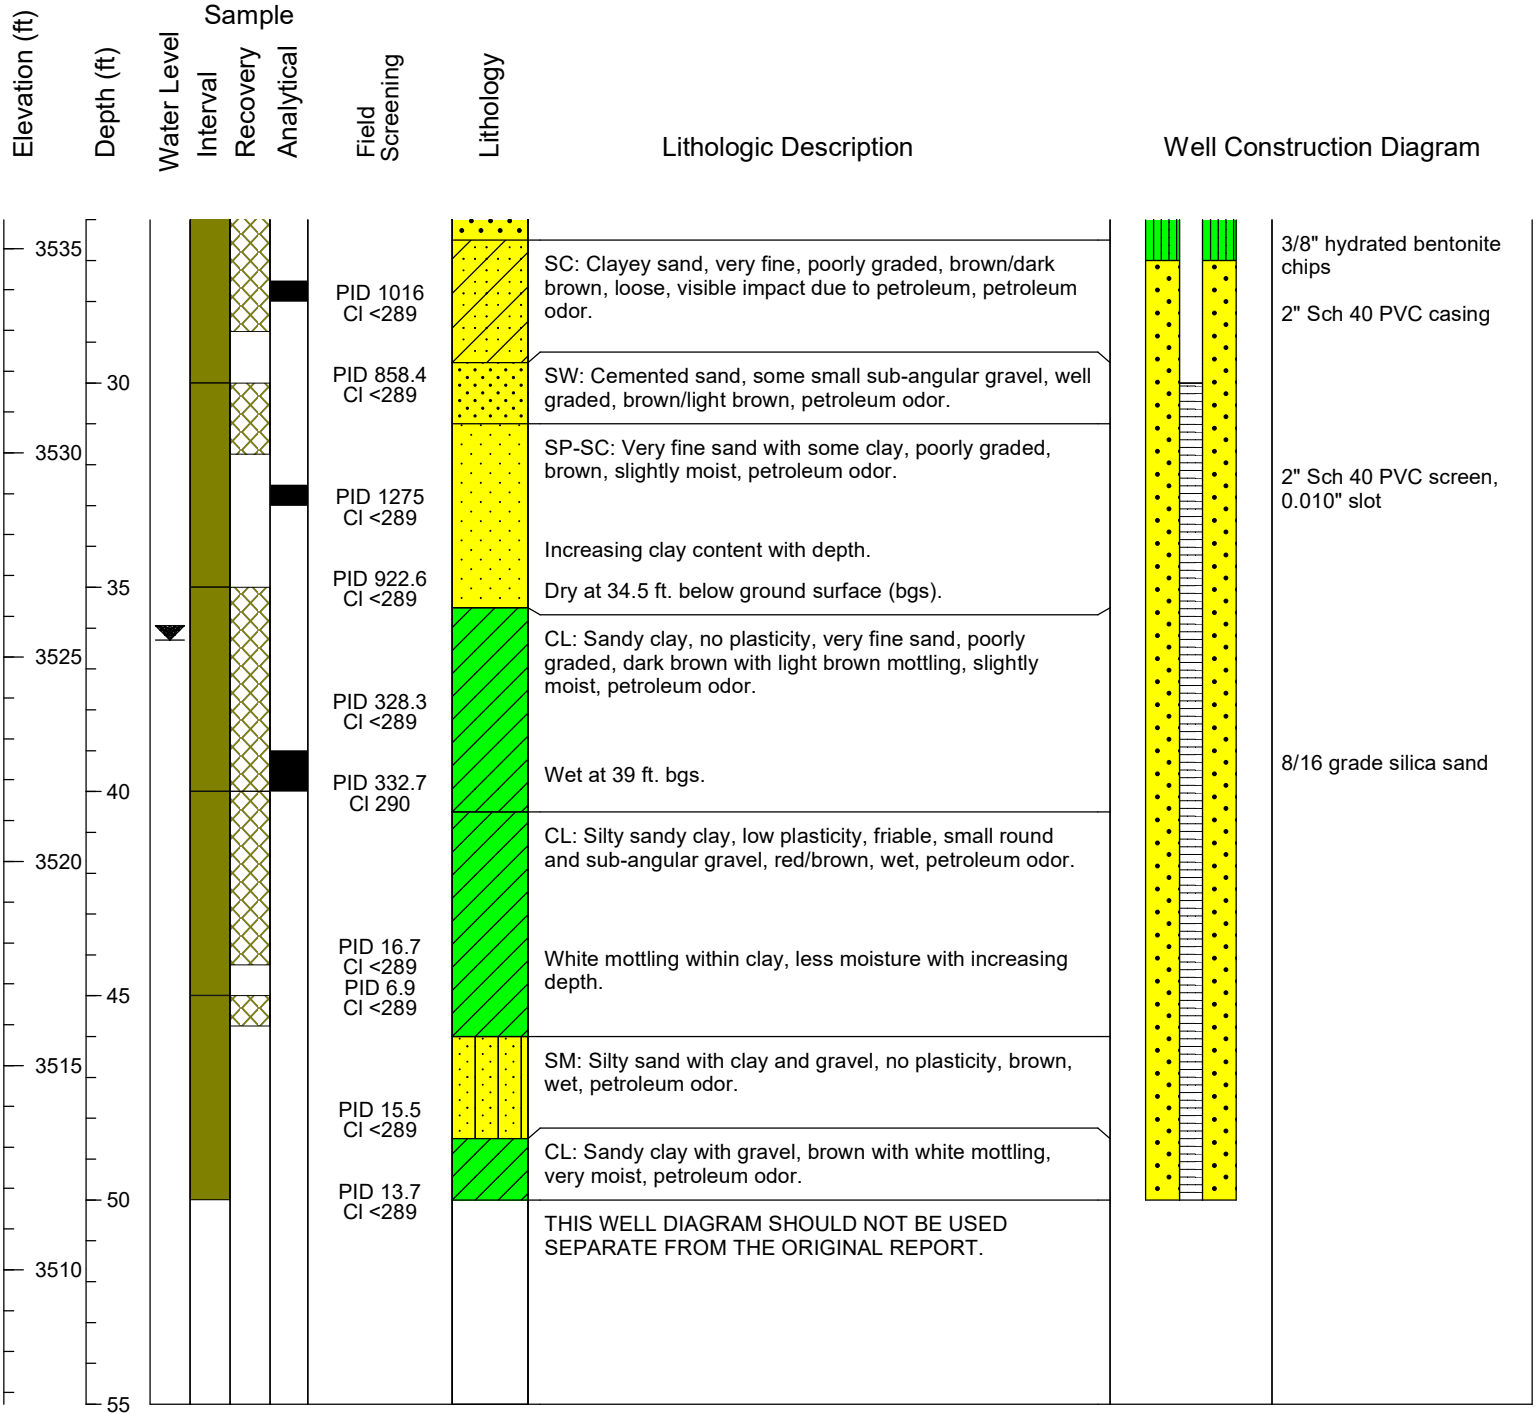 Sample
Elevation (ft)
Depth (ft)
Water Level
Interval
Recovery
Analytical
Field
Screening
Lithology
Lithologic Description
Well Construction Diagram
3535
3530
3525
3520
3515
3510
30
35
40
45
50
55
PID 1016
Cl <289
PID 858.4
Cl <289
PID 1275
Cl <289
PID 922.6
Cl <289
PID 328.3
Cl <289
PID 332.7
Cl 290
PID 16.7
Cl <289
PID 6.9
Cl <289
PID 15.5
Cl <289
PID 13.7
Cl <289
SC: Clayey sand, very fine, poorly graded, brown/dark
brown, loose, visible impact due to petroleum, petroleum
odor.
SW: Cemented sand, some small sub-angular gravel, well
graded, brown/light brown, petroleum odor.
SP-SC: Very fine sand with some clay, poorly graded,
brown, slightly moist, petroleum odor.
Increasing clay content with depth.
Dry at 34.5 ft. below ground surface (bgs).
CL: Sandy clay, no plasticity, very fine sand, poorly
graded, dark brown with light brown mottling, slightly
moist, petroleum odor.
Wet at 39 ft. bgs.
CL: Silty sandy clay, low plasticity, friable, small round
and sub-angular gravel, red/brown, wet, petroleum odor.
White mottling within clay, less moisture with increasing
depth.
SM: Silty sand with clay and gravel, no plasticity, brown,
wet, petroleum odor.
CL: Sandy clay with gravel, brown with white mottling,
very moist, petroleum odor.
THIS WELL DIAGRAM SHOULD NOT BE USED
SEPARATE FROM THE ORIGINAL REPORT.
3/8" hydrated bentonite
chips
2" Sch 40 PVC casing
2" Sch 40 PVC screen,
0.010" slot
8/16 grade silica sand